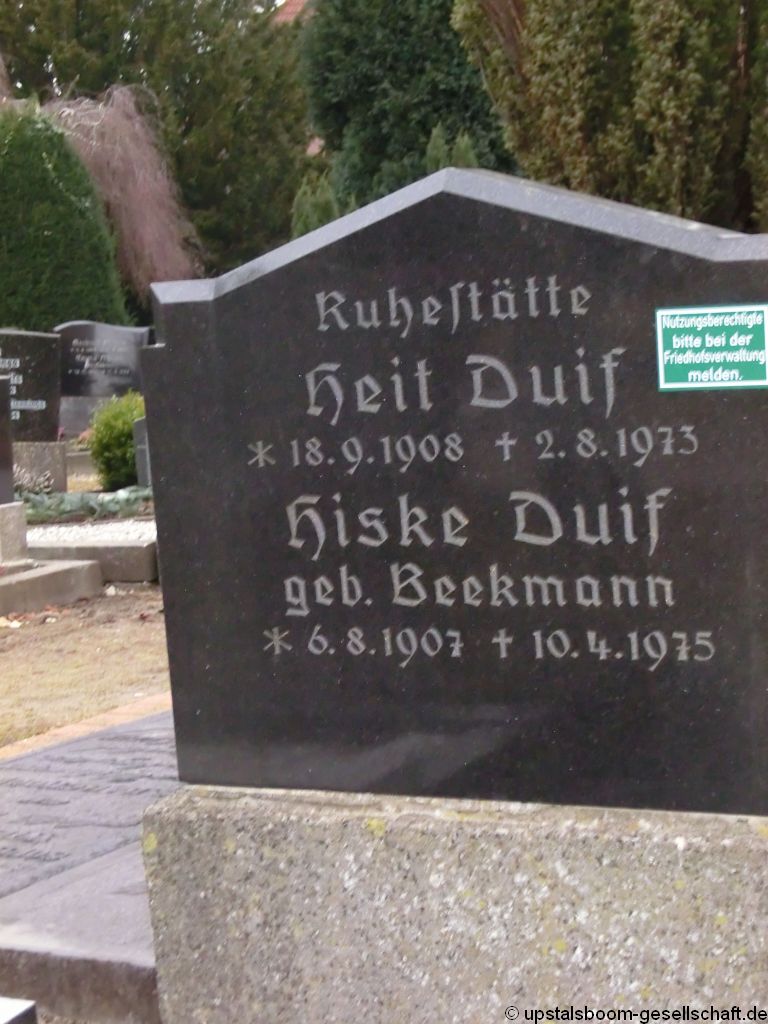 Ruheſtätte
Heit Duif
* 18.9.1908 † 2.8.1973
Hiske Duif
geb. Beekmann
* 6.8.1907 † 10.4.1975
Nutzungsberechtigte
bitte bei der
Friedhofsverwaltung
melden.
© upstalsboom-gesellschaft.de